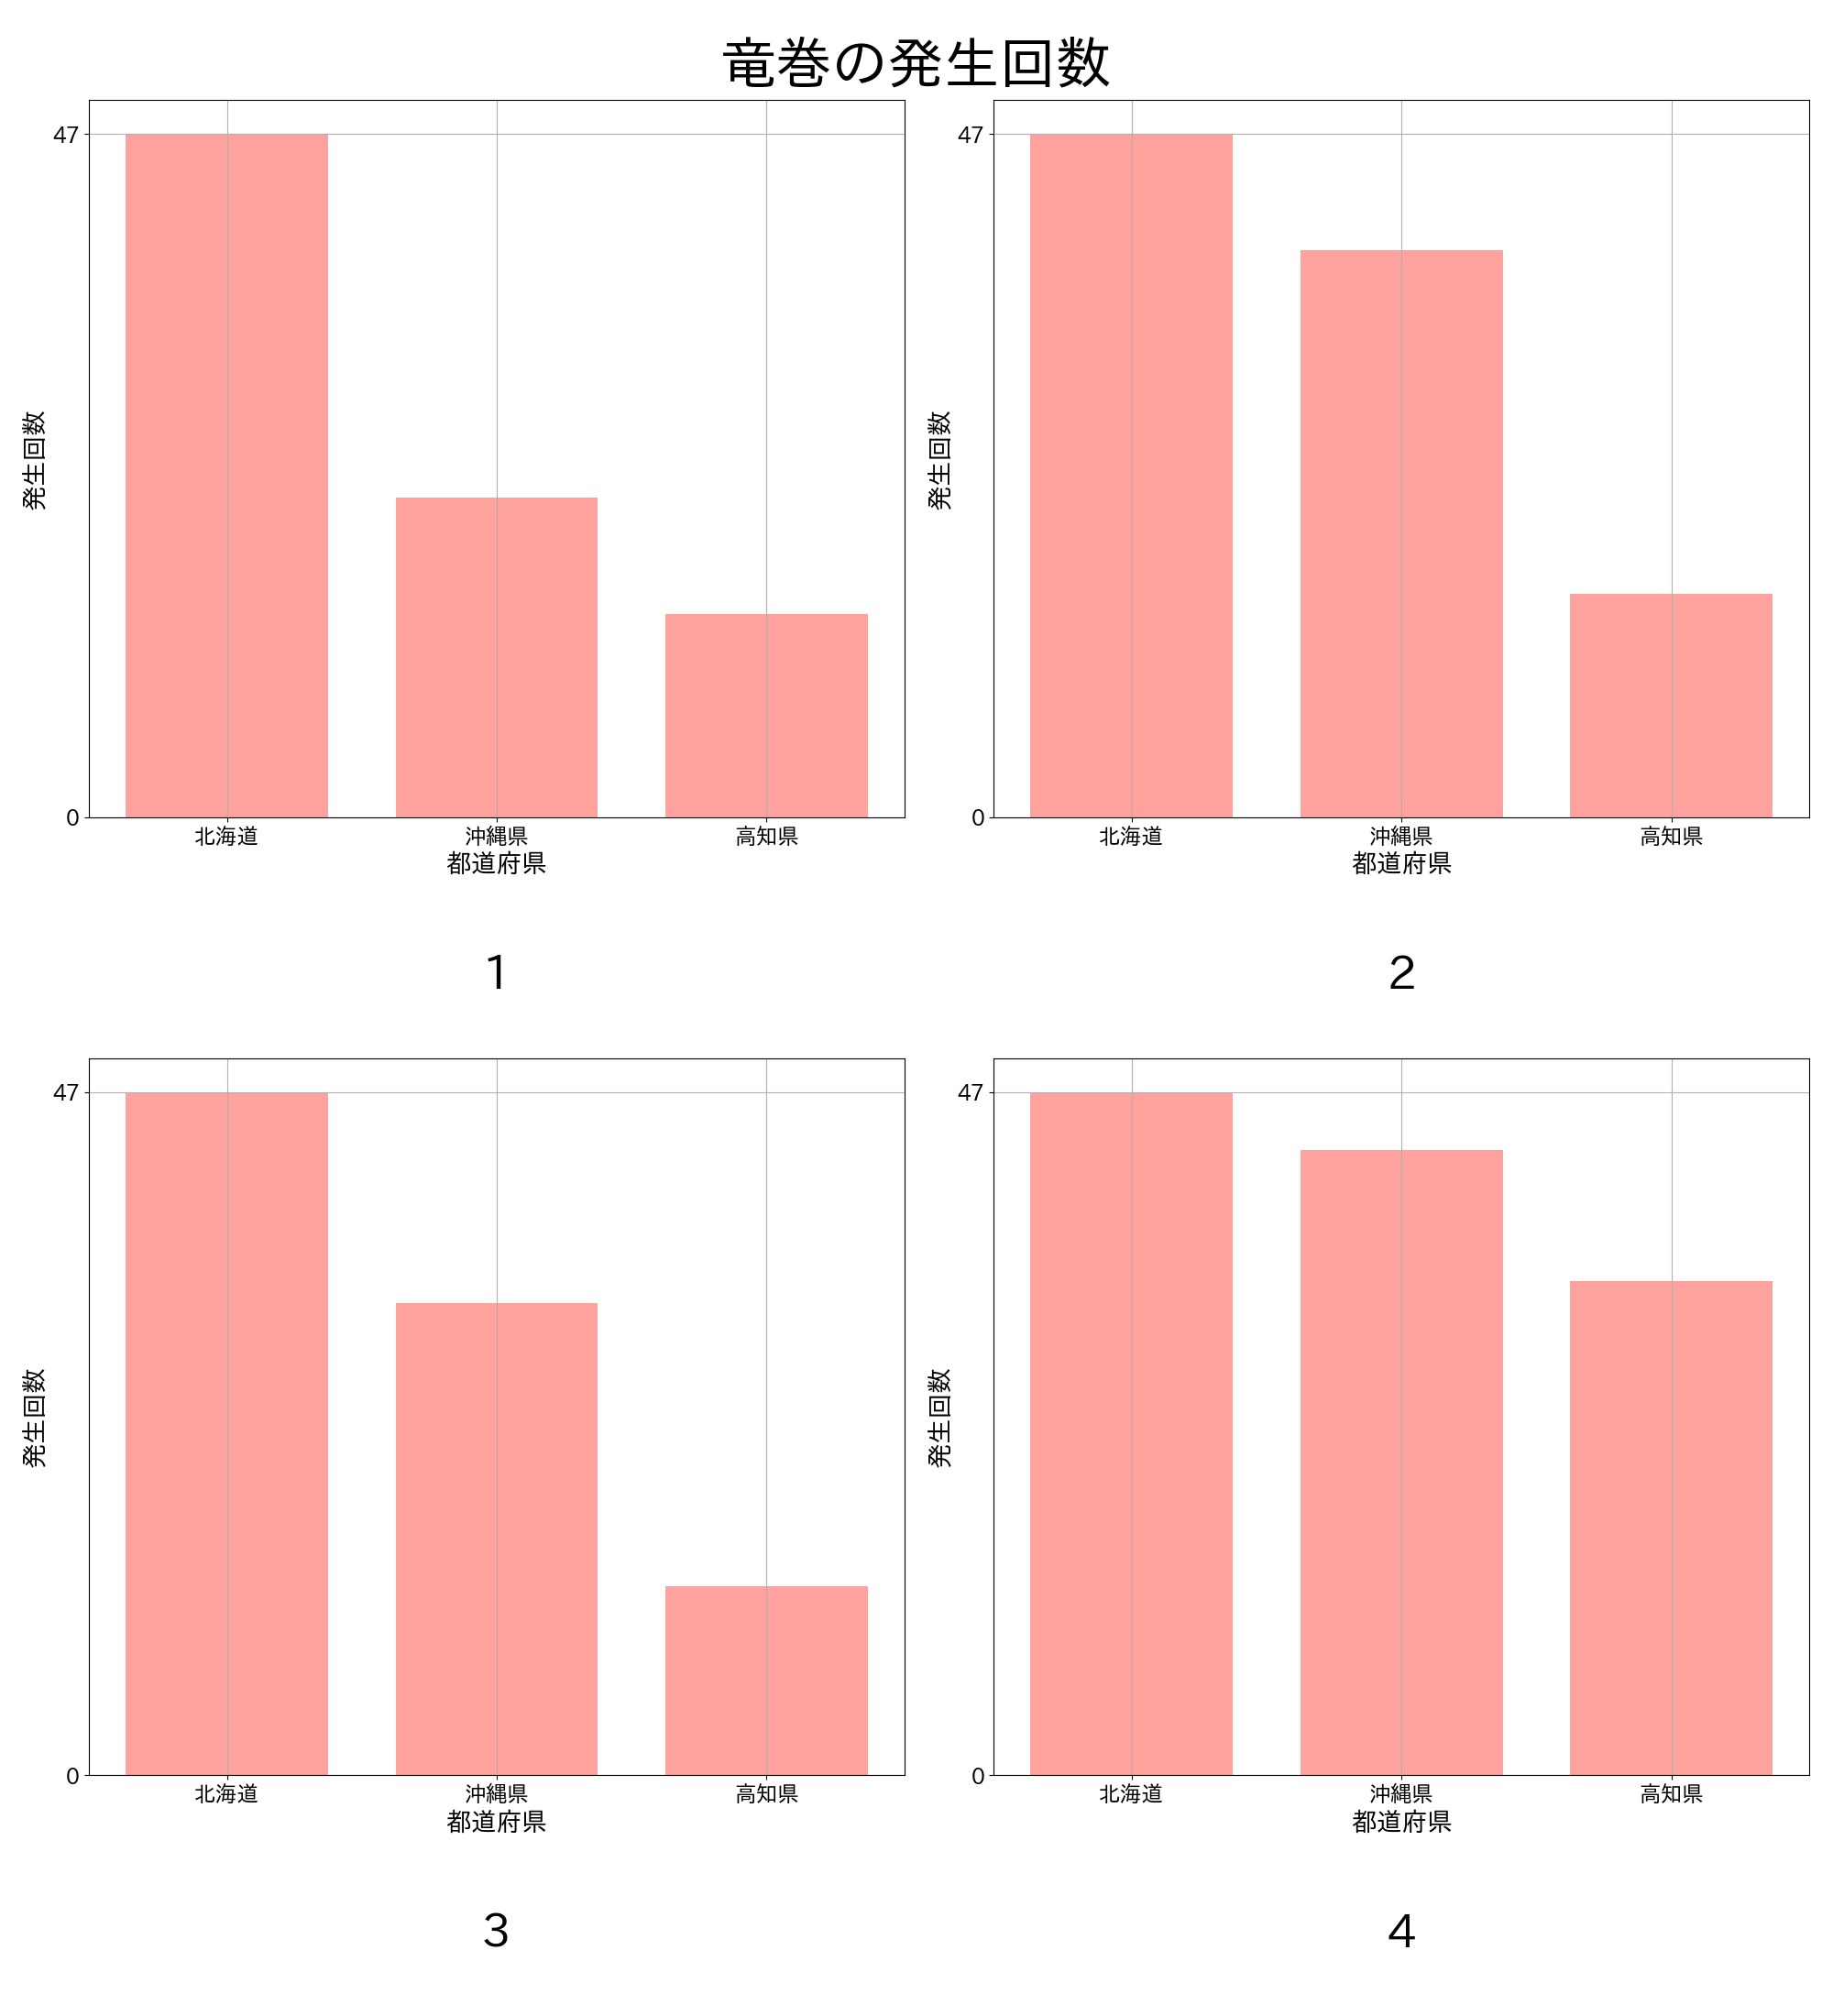 竜巻の発生回数
47
0
発生回数
北海道 沖縄県 高知県
都道府県
1
47
0
発生回数
北海道 沖縄県 高知県
都道府県
2
47
0
発生回数
北海道 沖縄県 高知県
都道府県
3
47
0
発生回数
北海道 沖縄県 高知県
都道府県
4